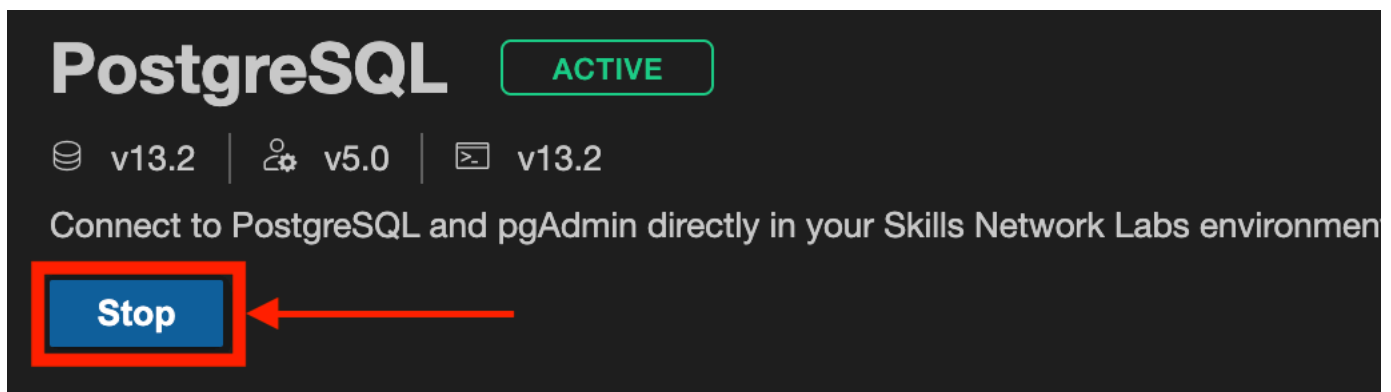 PostgreSQL ACTIVE
v13.2 v5.0 v13.2
Connect to PostgreSQL and pgAdmin directly in your Skills Network Labs
Stop